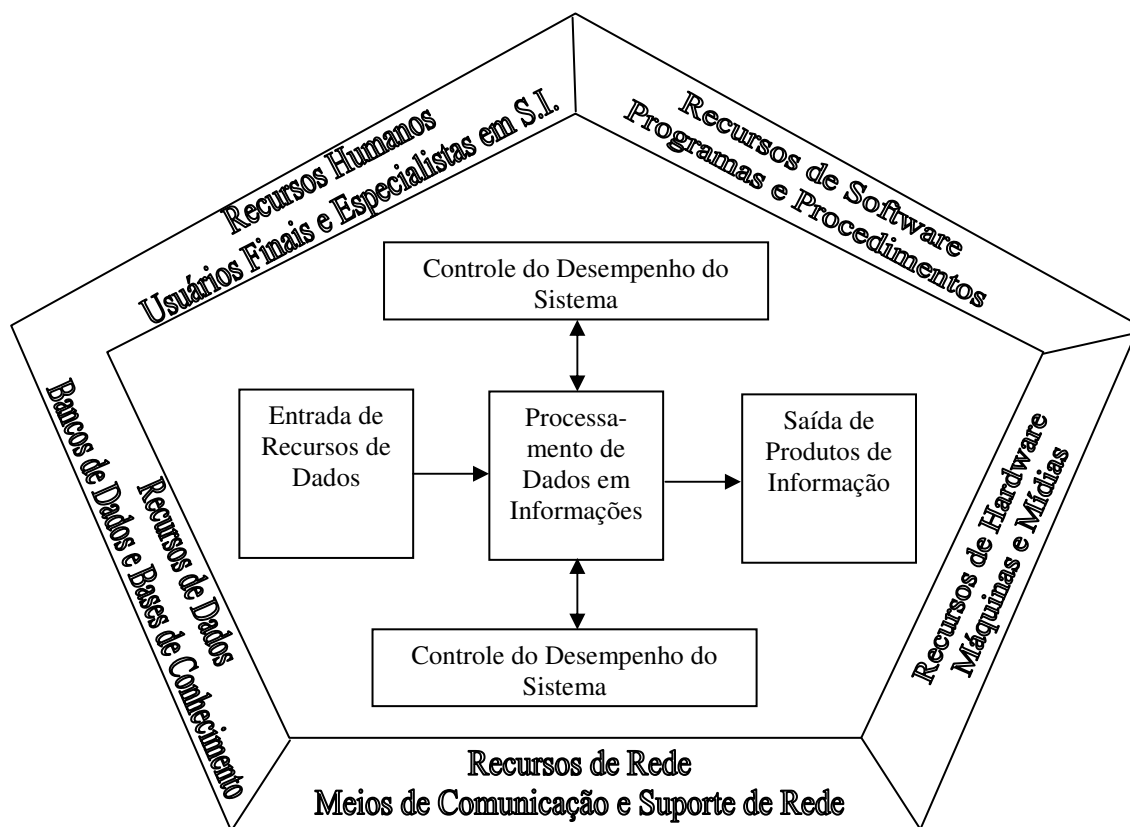 Recursos Humanos
Usuários Finais e Especialistas em S.I.
Recursos de Software
Programas e Procedimentos
Controle do Desempenho do
Sistema
Entrada de
Recursos de
Dados
Processa-
mento de
Dados em
Informações
Saída de
Produtos de
Informação
Controle do Desempenho do
Sistema
Recursos de Dados
Bancos de Dados e Bases de Conhecimento
Recursos de Hardware
Máquinas e Mídias
Recursos de Rede
Meios de Comunicação e Suporte de Rede